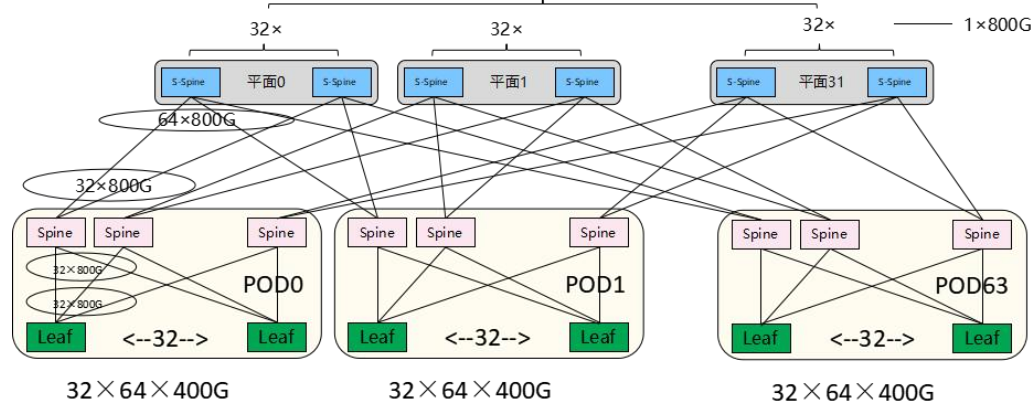 32×
32×
32×
1×800G
S-Spine 平面0 S-Spine
S-Spine 平面1 S-Spine
S-Spine 平面31 S-Spine
64×800G
32×800G
Spine Spine Spine
Spine Spine Spine
Spine Spine Spine
32×800G
POD0
POD1
POD63
32×800G
Leaf <--32--> Leaf
Leaf <--32--> Leaf
Leaf <--32--> Leaf
32×64×400G
32×64×400G
32×64×400G